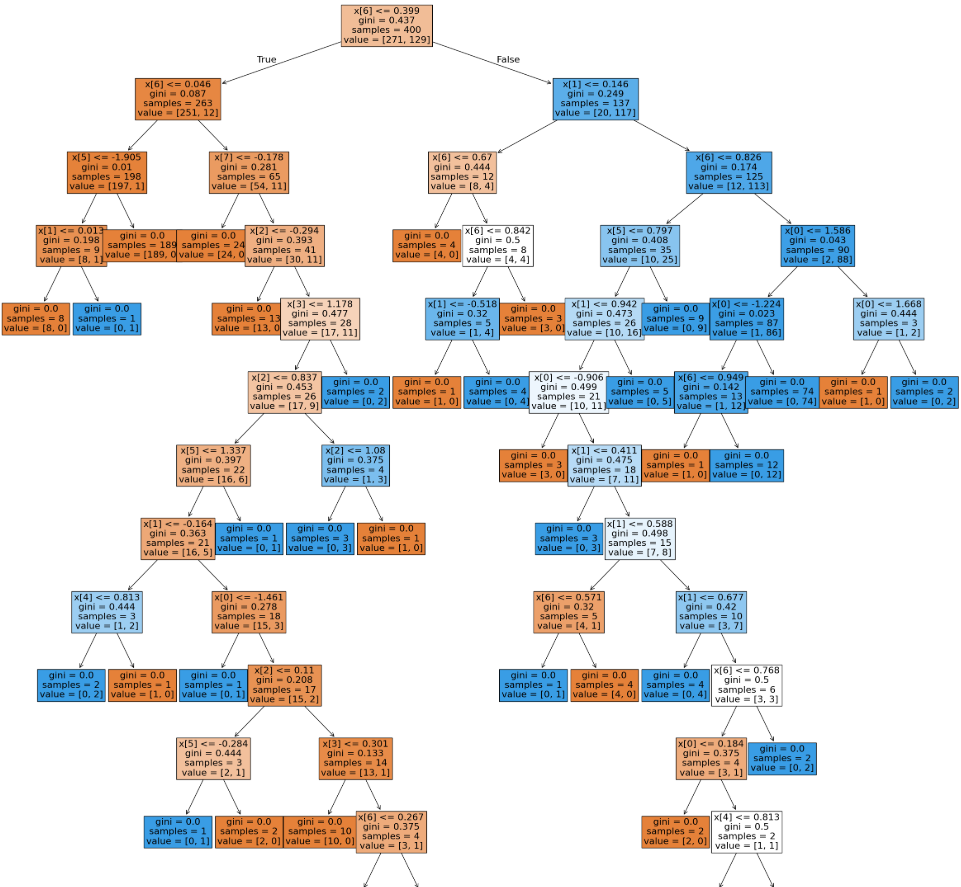 x[6] <= 0.399
gini = 0.437
samples = 400
value = [271, 129]
True
False
x[6] <= 0.046
gini = 0.087
samples = 263
value = [251, 12]
x[1] <= 0.146
gini = 0.249
samples = 137
value = [20, 117]
x[5] <= -1.905
gini = 0.01
samples = 198
value = [197, 1]
x[7] <= -0.178
gini = 0.281
samples = 65
value = [54, 11]
x[6] <= 0.67
gini = 0.444
samples = 12
value = [8, 4]
x[6] <= 0.826
gini = 0.174
samples = 125
value = [12, 113]
x[1] <= 0.013
gini = 0.198
samples = 9
value = [8, 1]
gini = 0.0
samples = 189
value = [189, 0]
gini = 0.0
samples = 24
value = [24, 0]
x[2] <= -0.294
gini = 0.393
samples = 41
value = [30, 11]
gini = 0.0
samples = 4
value = [4, 0]
x[6] <= 0.842
gini = 0.5
samples = 8
value = [4, 4]
x[5] <= 0.797
gini = 0.408
samples = 35
value = [10, 25]
x[0] <= 1.586
gini = 0.043
samples = 90
value = [2, 88]
gini = 0.0
samples = 8
value = [8, 0]
gini = 0.0
samples = 1
value = [0, 1]
gini = 0.0
samples = 13
value = [13, 0]
x[3] <= 1.178
gini = 0.477
samples = 28
value = [17, 11]
x[1] <= -0.518
gini = 0.32
samples = 5
value = [1, 4]
gini = 0.0
samples = 3
value = [3, 0]
x[1] <= 0.942
gini = 0.473
samples = 26
value = [10, 16]
gini = 0.0
samples = 9
value = [0, 9]
x[0] <= -1.224
gini = 0.023
samples = 87
value = [1, 86]
x[0] <= 1.668
gini = 0.444
samples = 3
value = [1, 2]
x[2] <= 0.837
gini = 0.453
samples = 26
value = [17, 9]
gini = 0.0
samples = 2
value = [0, 2]
gini = 0.0
samples = 1
value = [1, 0]
gini = 0.0
samples = 4
value = [0, 4]
x[0] <= -0.906
gini = 0.499
samples = 21
value = [10, 11]
gini = 0.0
samples = 5
value = [0, 5]
x[6] <= 0.949
gini = 0.142
samples = 13
value = [1, 12]
gini = 0.0
samples = 74
value = [0, 74]
gini = 0.0
samples = 1
value = [1, 0]
gini = 0.0
samples = 2
value = [0, 2]
x[5] <= 1.337
gini = 0.397
samples = 22
value = [16, 6]
x[2] <= 1.08
gini = 0.375
samples = 4
value = [1, 3]
gini = 0.0
samples = 3
value = [3, 0]
x[1] <= 0.411
gini = 0.475
samples = 18
value = [7, 11]
gini = 0.0
samples = 1
value = [1, 0]
gini = 0.0
samples = 12
value = [0, 12]
x[1] <= -0.164
gini = 0.363
samples = 21
value = [16, 5]
gini = 0.0
samples = 1
value = [0, 1]
gini = 0.0
samples = 3
value = [0, 3]
gini = 0.0
samples = 1
value = [1, 0]
gini = 0.0
samples = 3
value = [0, 3]
x[1] <= 0.588
gini = 0.498
samples = 15
value = [7, 8]
x[4] <= 0.813
gini = 0.444
samples = 3
value = [1, 2]
x[0] <= -1.461
gini = 0.278
samples = 18
value = [15, 3]
x[6] <= 0.571
gini = 0.32
samples = 5
value = [4, 1]
x[1] <= 0.677
gini = 0.42
samples = 10
value = [3, 7]
gini = 0.0
samples = 2
value = [0, 2]
gini = 0.0
samples = 1
value = [1, 0]
gini = 0.0
samples = 1
value = [0, 1]
x[2] <= 0.11
gini = 0.208
samples = 17
value = [15, 2]
gini = 0.0
samples = 1
value = [0, 1]
gini = 0.0
samples = 4
value = [4, 0]
gini = 0.0
samples = 4
value = [0, 4]
x[6] <= 0.768
gini = 0.5
samples = 6
value = [3, 3]
x[5] <= -0.284
gini = 0.444
samples = 3
value = [2, 1]
x[3] <= 0.301
gini = 0.133
samples = 14
value = [13, 1]
x[0] <= 0.184
gini = 0.375
samples = 4
value = [3, 1]
gini = 0.0
samples = 2
value = [0, 2]
gini = 0.0
samples = 1
value = [0, 1]
gini = 0.0
samples = 2
value = [2, 0]
gini = 0.0
samples = 10
value = [10, 0]
x[6] <= 0.267
gini = 0.375
samples = 4
value = [3, 1]
gini = 0.0
samples = 2
value = [2, 0]
x[4] <= 0.813
gini = 0.5
samples = 2
value = [1, 1]